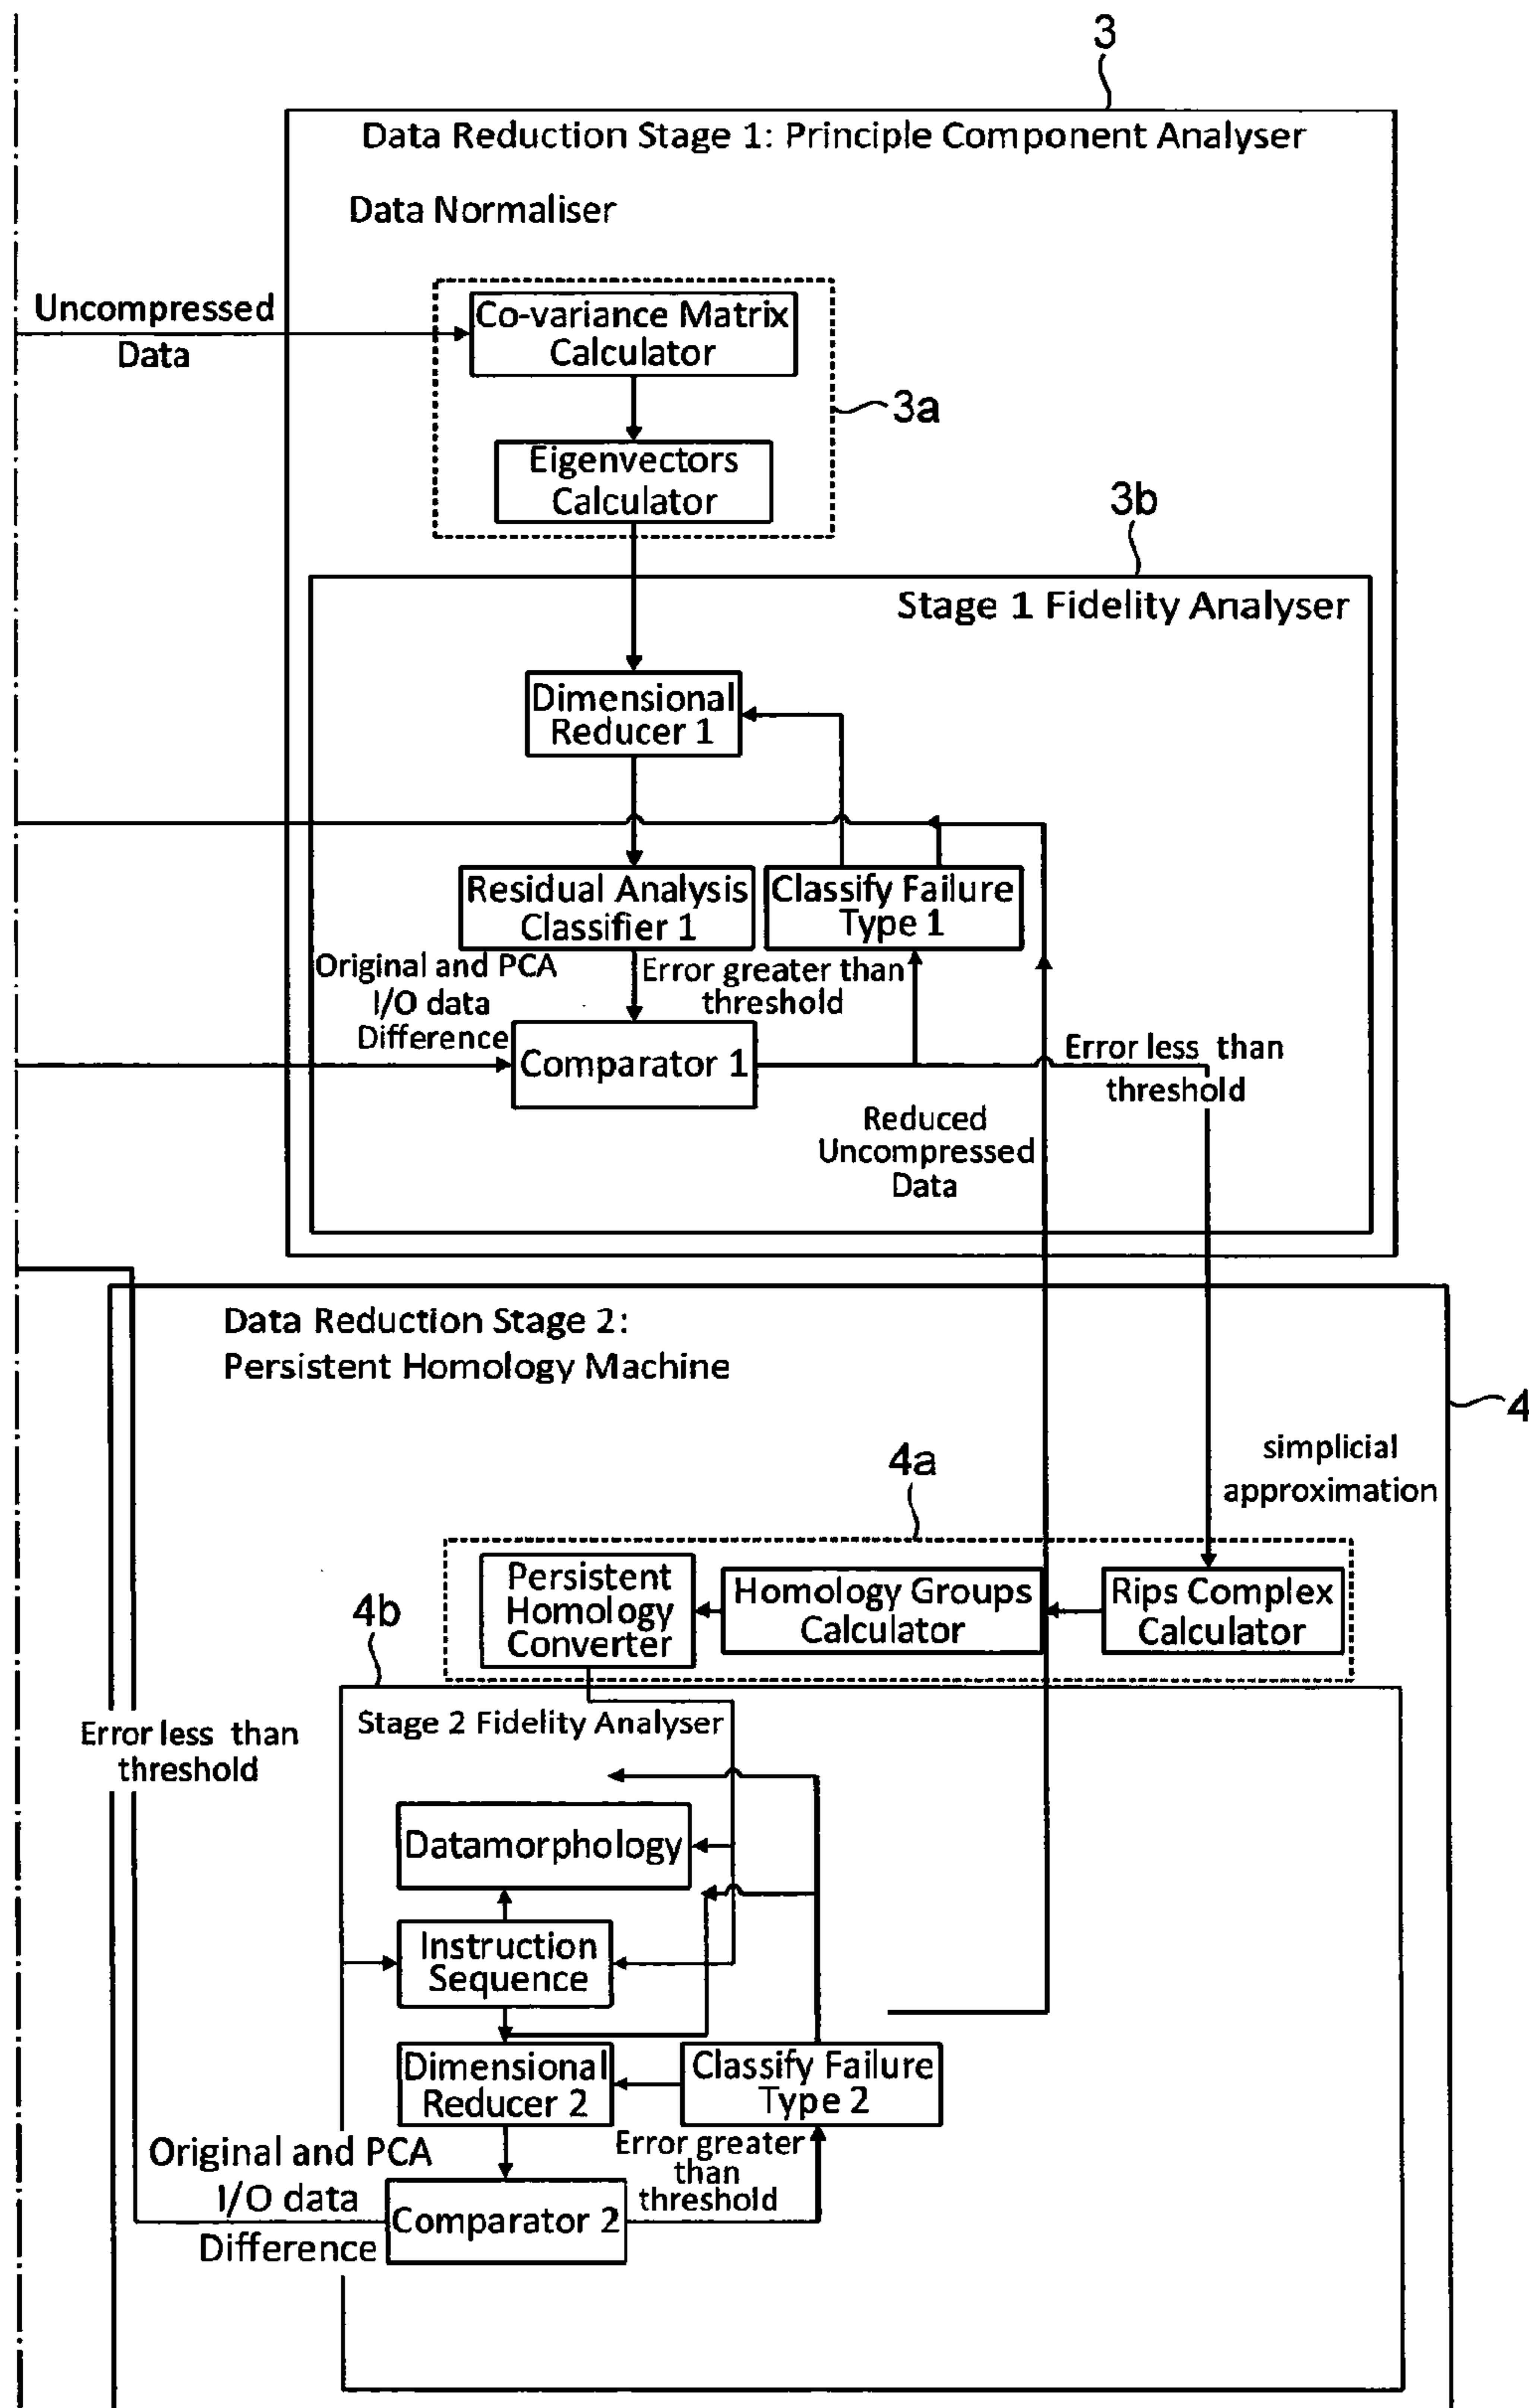 3
Data Reduction Stage 1: Principle Component Analyser
Data Normaliser
Uncompressed
Data
Co-variance Matrix
Calculator
3a
Eigenvectors
Calculator
3b
Stage 1 Fidelity Analyser
Dimensional
Reducer 1
Residual Analysis
Classifier 1
Classify Failure
Type 1
Original and PCA
I/O data
Difference
Error greater than
threshold
Comparator 1
Error less than
threshold
Reduced
Uncompressed
Data
Data Reduction Stage 2:
Persistent Homology Machine
4
simplicial
approximation
4a
Persistent
Homology
Converter
Homology Groups
Calculator
Rips Complex
Calculator
4b
Stage 2 Fidelity Analyser
Error less than
threshold
Datamorphology
Instruction
Sequence
Dimensional
Reducer 2
Classify Failure
Type 2
Original and PCA
I/O data
Difference
Error greater
than
threshold
Comparator 2